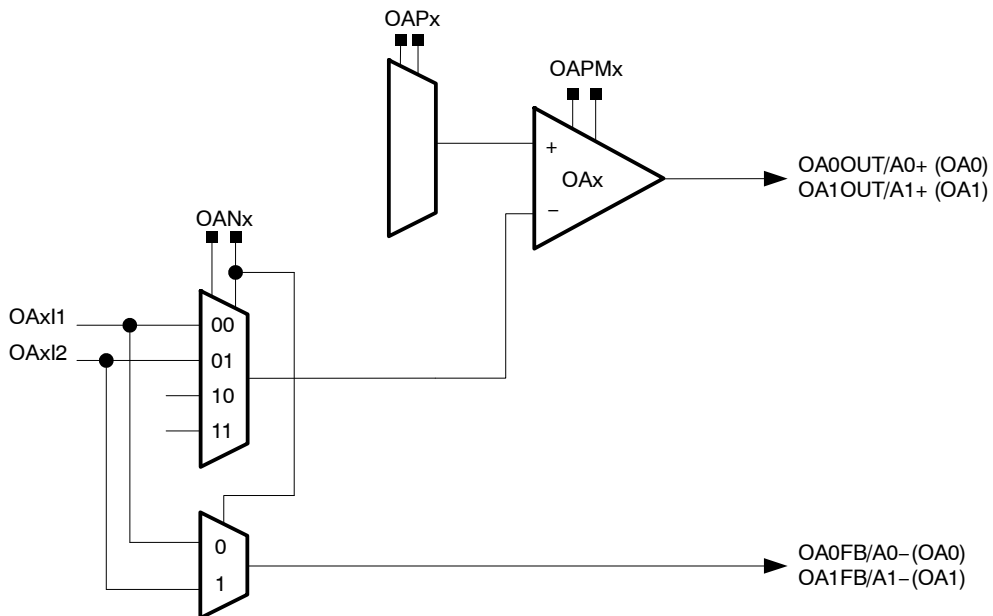 OAPx
OAPMx
+
OAx
−
OA0OUT/A0+ (OA0)
OA1OUT/A1+ (OA1)
OANx
OAxI1
OAxI2
00
01
10
11
0
1
OA0FB/A0−(OA0)
OA1FB/A1−(OA1)